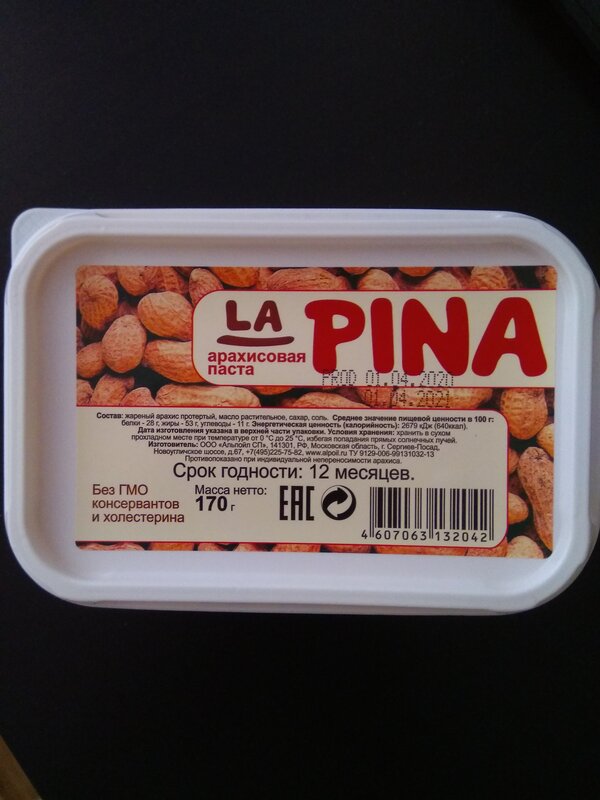 LA
PINA
арахисовая
паста
PROD 01.04.2020
01.04.2021
Состав: жареный арахис протертый, масло растительное, сахар, соль. Среднее значение пищевой ценности в 100 г:
белки - 28 г, жиры - 53 г, углеводы - 11 г. Энергетическая ценность (калорийность): 2679 кДж (640ккал).
Дата изготовления указана в верхней части упаковки. Условия хранения: хранить в сухом
прохладном месте при температуре от 0 °C до 25 °C, избегая попадания прямых солнечных лучей.
Изготовитель: ООО «Альпойл СП», 141301, РФ, Московская область, г. Сергиев-Посад,
Новоугличское шоссе, д.67, +7(495)225-75-82, www.alpoil.ru ТУ 9129-006-99131032-13
Противопоказано при индивидуальной непереносимости арахиса.
Срок годности: 12 месяцев.
Без ГМО
консервантов
и холестерина
Масса нетто:
170 г
EAC
4 607063 132042